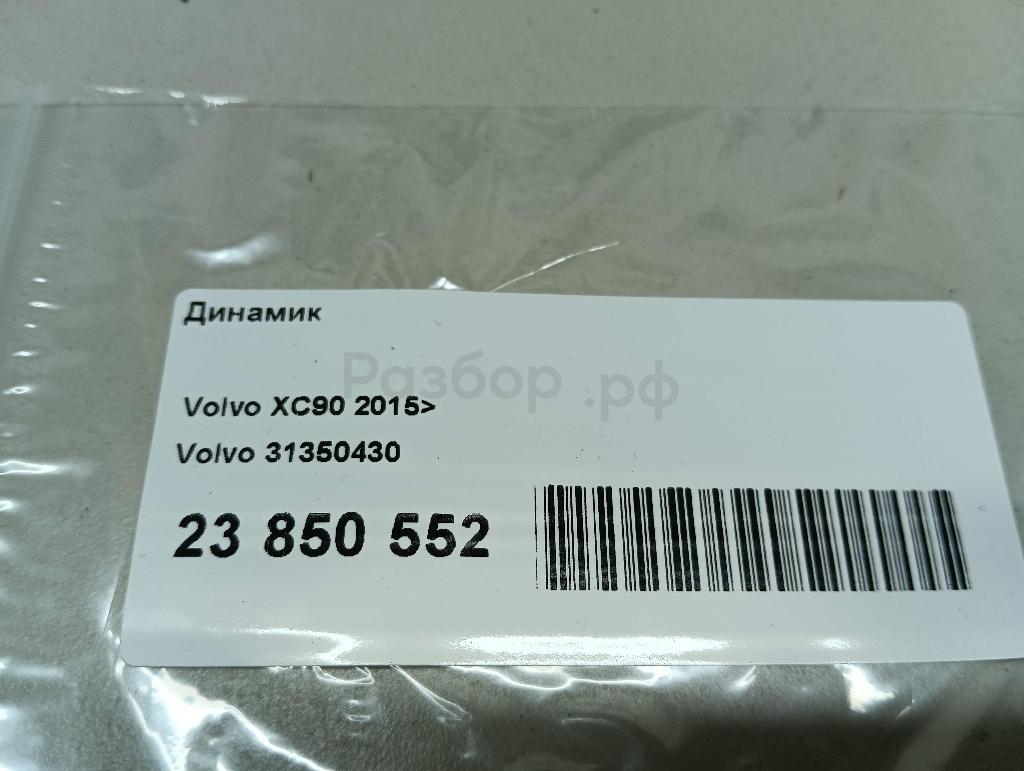 Динамик
Разбор.рф
Volvo XC90 2015>
Volvo 31350430
23 850 552